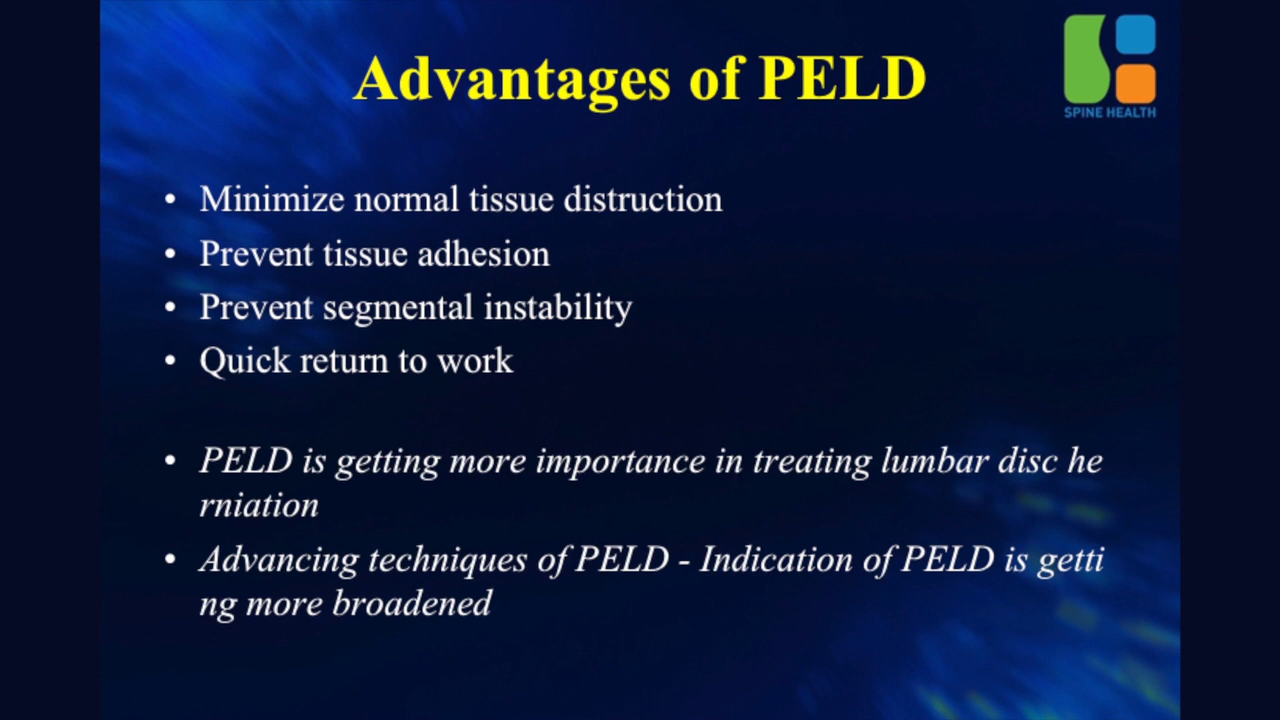 Advantages of PELD
SPINE HEALTH
• Minimize normal tissue distruction
• Prevent tissue adhesion
• Prevent segmental instability
• Quick return to work
• PELD is getting more importance in treating lumbar disc he
rniation
• Advancing techniques of PELD - Indication of PELD is getti
ng more broadened